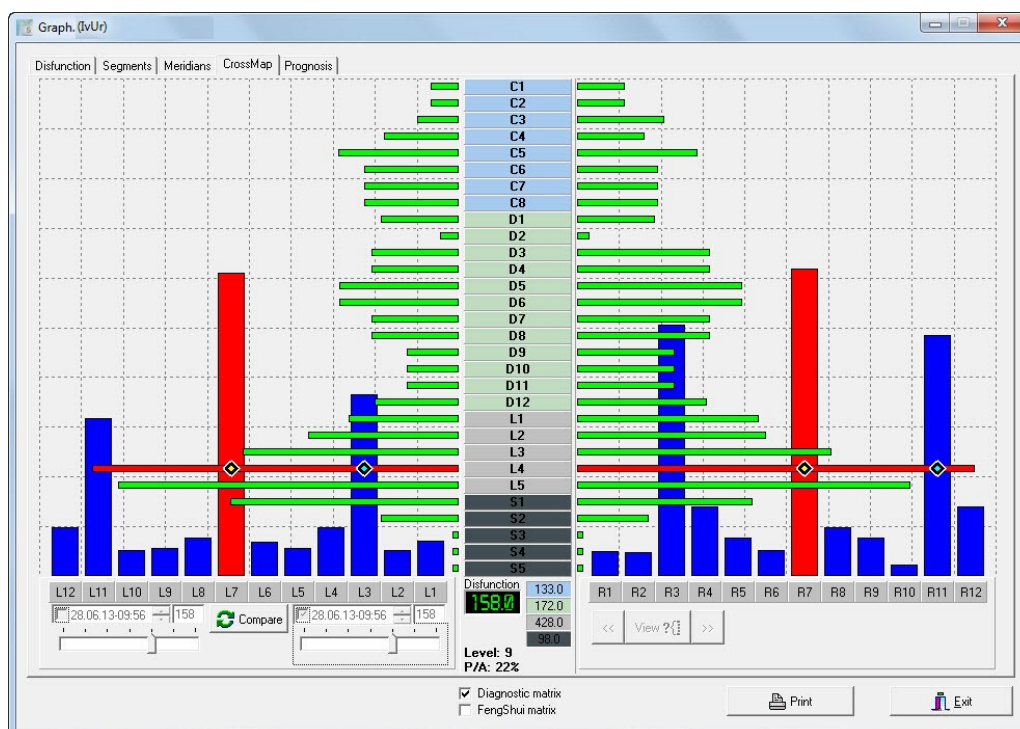 Graph. (IvUr)
Disfunction Segments Meridians CrossMap Prognosis
C1
C2
C3
C4
C5
C6
C7
C8
D1
D2
D3
D4
D5
D6
D7
D8
D9
D10
D11
D12
L1
L2
L3
L4
L5
S1
S2
S3
S4
S5
L12 L11 L10 L9 L8 L7 L6 L5 L4 L3 L2 L1
R1 R2 R3 R4 R5 R6 R7 R8 R9 R10 R11 R12
28.06.13-09:56 158
Compare
28.06.13-09:56 158
Disfunction
158.0
133.0
172.0
428.0
98.0
Level: 9
P/A: 22%
<< View ?{ >>
Diagnostic matrix
FengShui matrix
Print
Exit